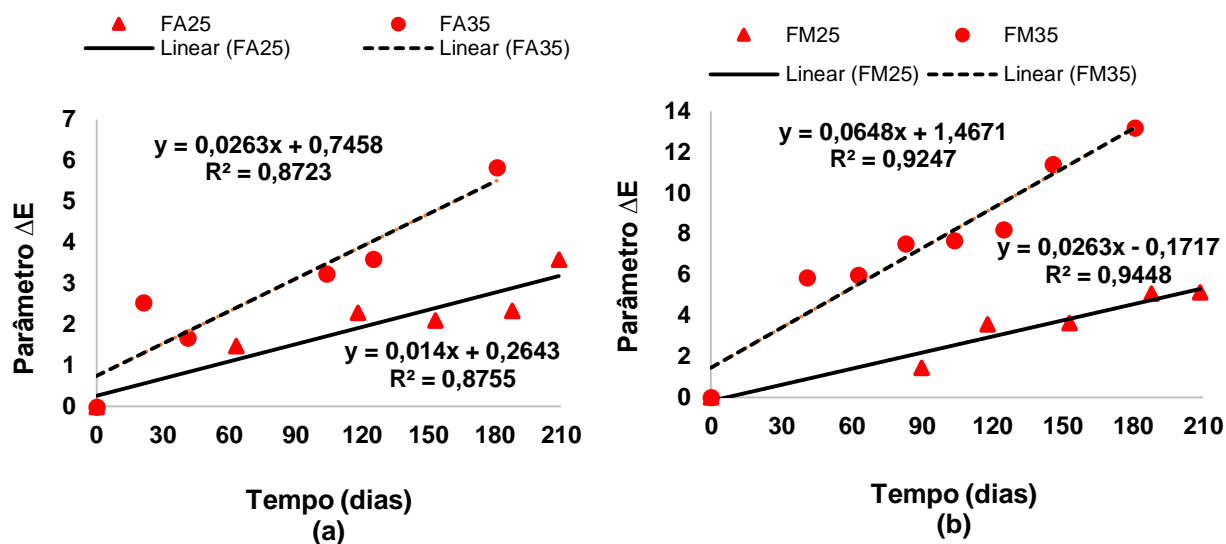 FA25 FA35
Linear (FA25) Linear (FA35)
7
6
5
4
3
2
1
0
Parâmetro ∆E
y = 0,0263x + 0,7458
R² = 0,8723
y = 0,014x + 0,2643
R² = 0,8755
0 30 60 90 120 150 180 210
Tempo (dias)
(a)
FM25 FM35
Linear (FM25) Linear (FM35)
14
12
10
8
6
4
2
0
Parâmetro ∆E
y = 0,0648x + 1,4671
R² = 0,9247
y = 0,0263x - 0,1717
R² = 0,9448
0 30 60 90 120 150 180 210
Tempo (dias)
(b)